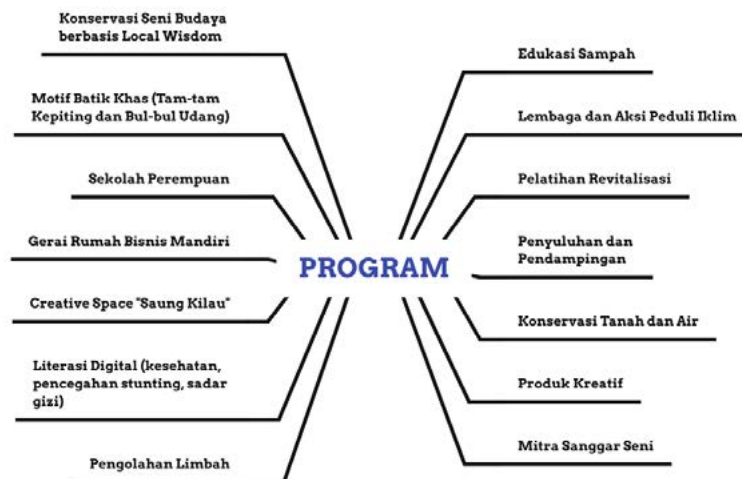 Konservasi Seni Budaya
berbasis Local Wisdom
Motif Batik Khas (Tam-tam
Kepiting dan Bul-bul Udang)
Sekolah Perempuan
Gerai Rumah Bisnis Mandiri
Creative Space "Saung Kilau"
Literasi Digital (kesehatan,
pencegahan stunting, sadar
gizi)
Pengolahan Limbah
PROGRAM
Edukasi Sampah
Lembaga dan Aksi Peduli Iklim
Pelatihan Revitalisasi
Penyuluhan dan
Pendampingan
Konservasi Tanah dan Air
Produk Kreatif
Mitra Sanggar Seni